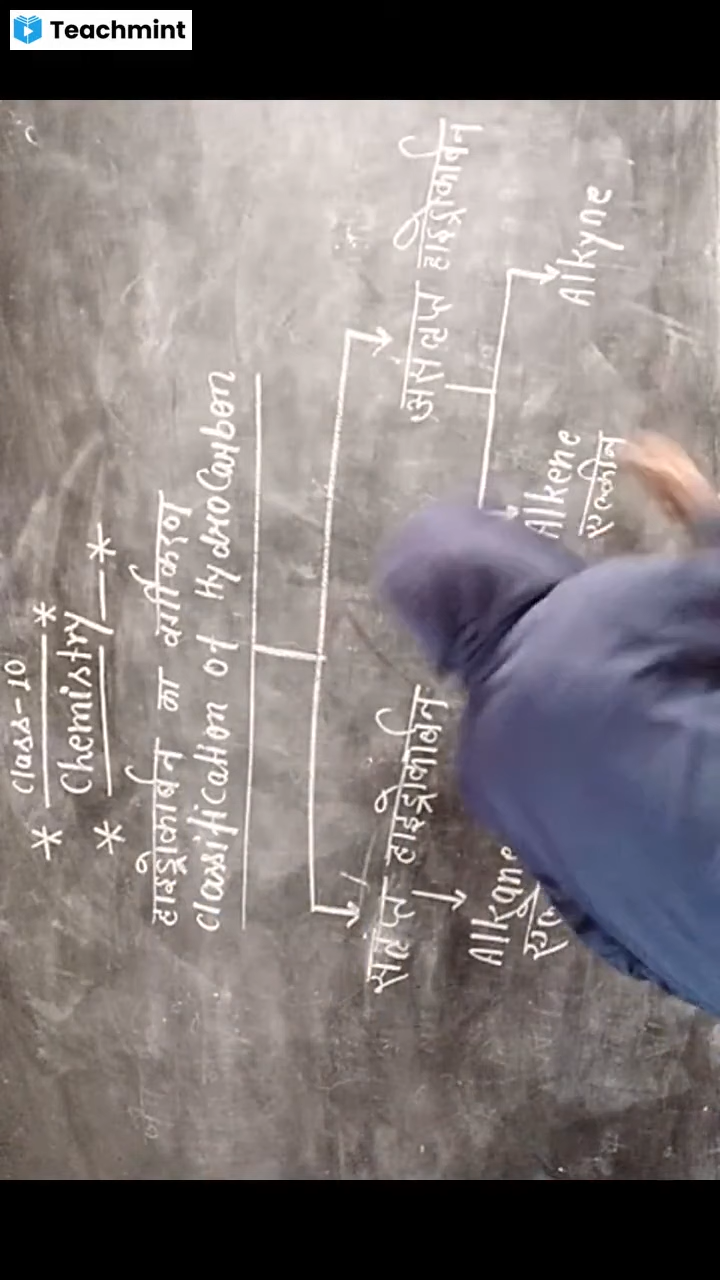 Teachmint
* Class-10 *
* Chemistry *
हाइड्रोकार्बन का वर्गीकरण
Classification of HydroCarbon
संतृप्त हाइड्रोकार्बन
असंतृप्त हाइड्रोकार्बन
Alkane
Alkene
Alkyne
एल्कीन